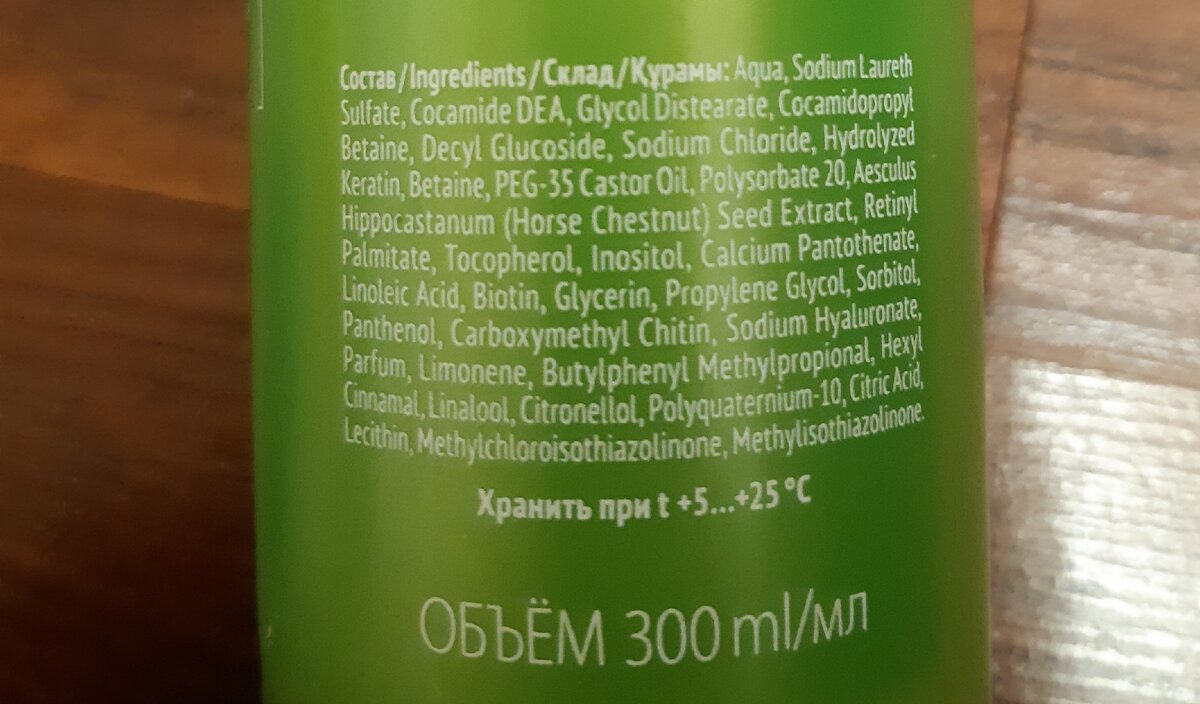 Состав/Ingredients/Склад/Құрамы: Aqua, Sodium Laureth
Sulfate, Cocamide DEA, Glycol Distearate, Cocamidopropyl
Betaine, Decyl Glucoside, Sodium Chloride, Hydrolyzed
Keratin, Betaine, PEG-35 Castor Oil, Polysorbate 20, Aesculus
Hippocastanum (Horse Chestnut) Seed Extract, Retinyl
Palmitate, Tocopherol, Inositol, Calcium Pantothenate,
Linoleic Acid, Biotin, Glycerin, Propylene Glycol, Sorbitol,
Panthenol, Carboxymethyl Chitin, Sodium Hyaluronate,
Parfum, Limonene, Butylphenyl Methylpropional, Hexyl
Cinnamal, Linalool, Citronellol, Polyquaternium-10, Citric Acid,
Lecithin, Methylchloroisothiazolinone, Methylisothiazolinone.
Хранить при t +5...+25 °C
ОБЪЁМ 300 ml/мл